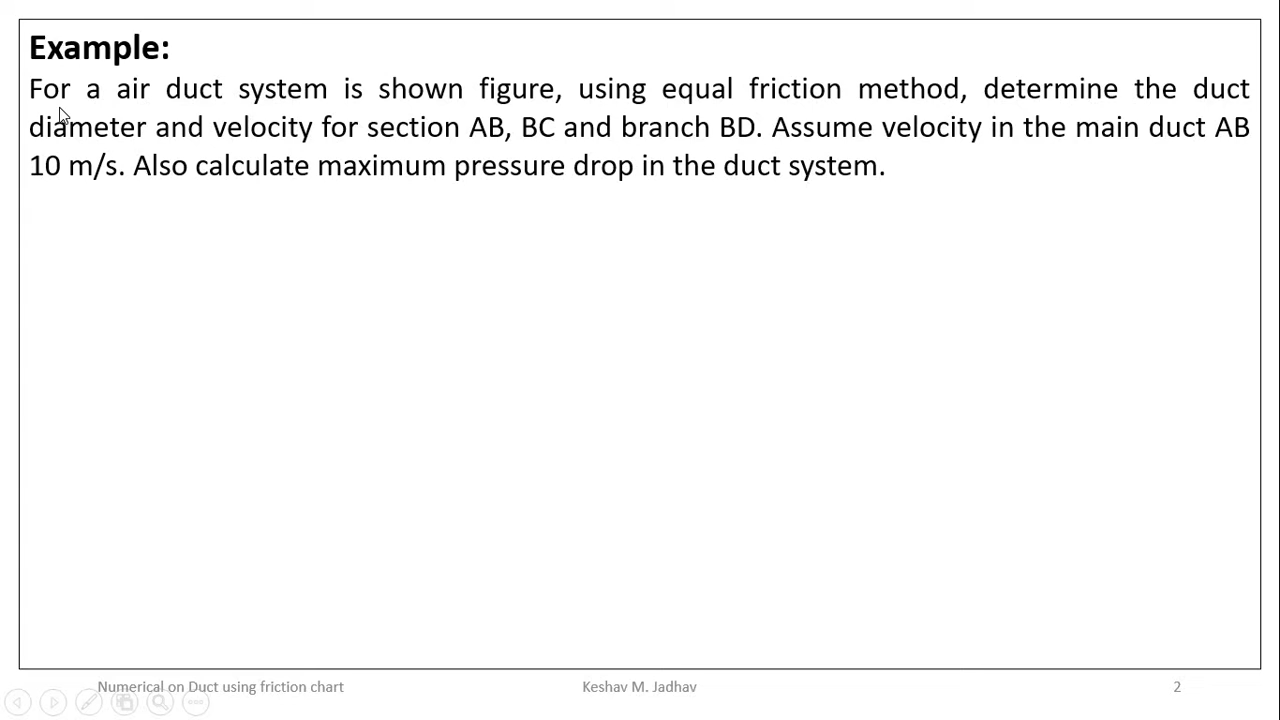 Example:
For a air duct system is shown figure, using equal friction method, determine the duct
diameter and velocity for section AB, BC and branch BD. Assume velocity in the main duct AB
10 m/s. Also calculate maximum pressure drop in the duct system.
Numerical on Duct using friction chart
Keshav M. Jadhav
2